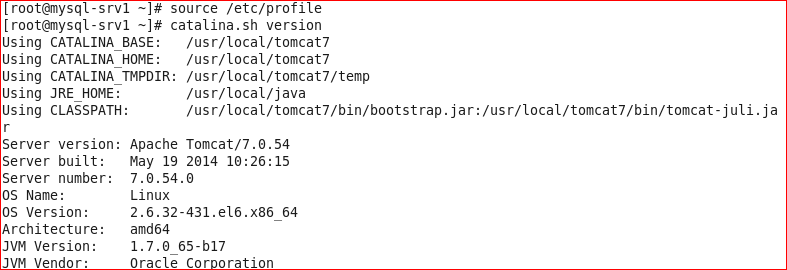 [root@mysql-srv1 ~]# source /etc/profile
[root@mysql-srv1 ~]# catalina.sh version
Using CATALINA_BASE:   /usr/local/tomcat7
Using CATALINA_HOME:   /usr/local/tomcat7
Using CATALINA_TMPDIR: /usr/local/tomcat7/temp
Using JRE_HOME:        /usr/local/java
Using CLASSPATH:       /usr/local/tomcat7/bin/bootstrap.jar:/usr/local/tomcat7/bin/tomcat-juli.ja
r
Server version: Apache Tomcat/7.0.54
Server built:   May 19 2014 10:26:15
Server number:  7.0.54.0
OS Name:        Linux
OS Version:     2.6.32-431.el6.x86_64
Architecture:   amd64
JVM Version:    1.7.0_65-b17
JVM Vendor:     Oracle Corporation